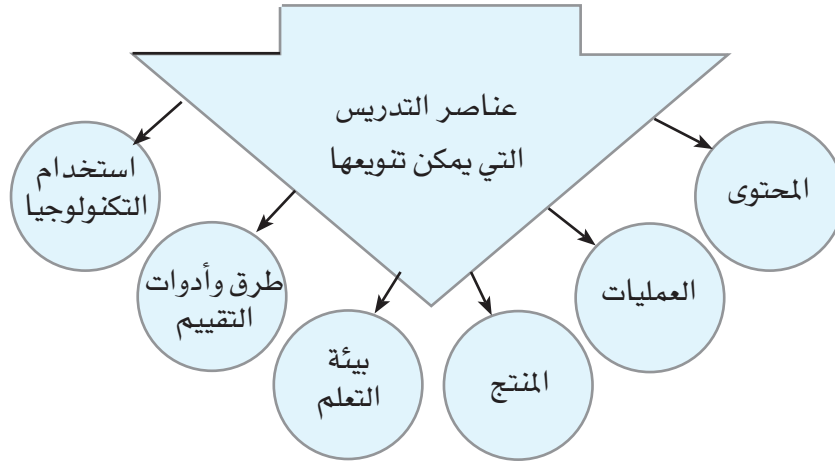 عناصر التدريس
التي يمكن تنويعها
المحتوى
العمليات
المنتج
بيئة
التعلم
طرق وأدوات
التقييم
استخدام
التكنولوجيا